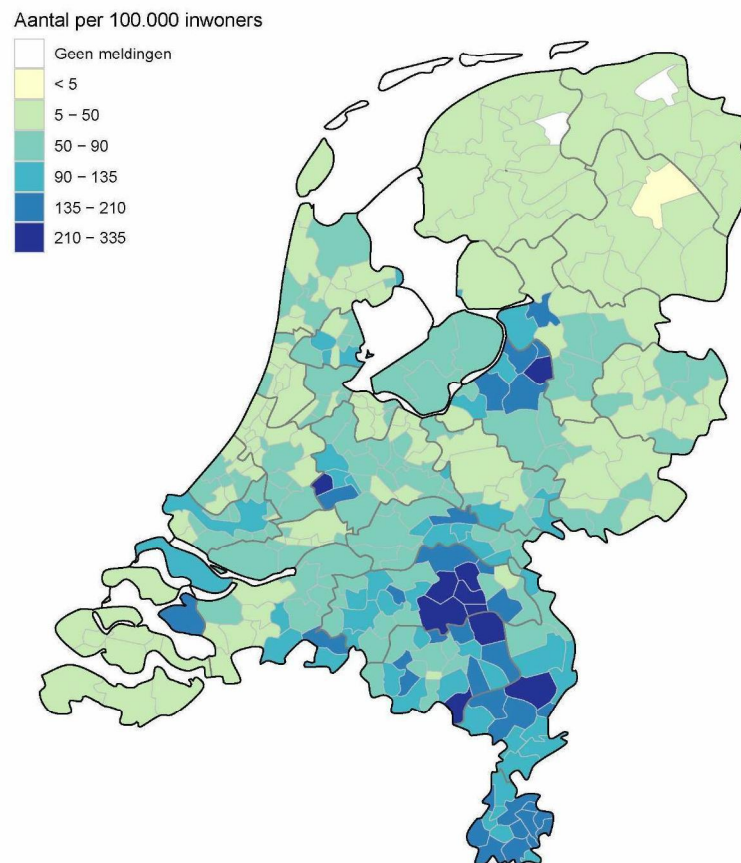 Aantal per 100.000 inwoners
Geen meldingen
< 5
5 − 50
50 − 90
90 − 135
135 − 210
210 − 335